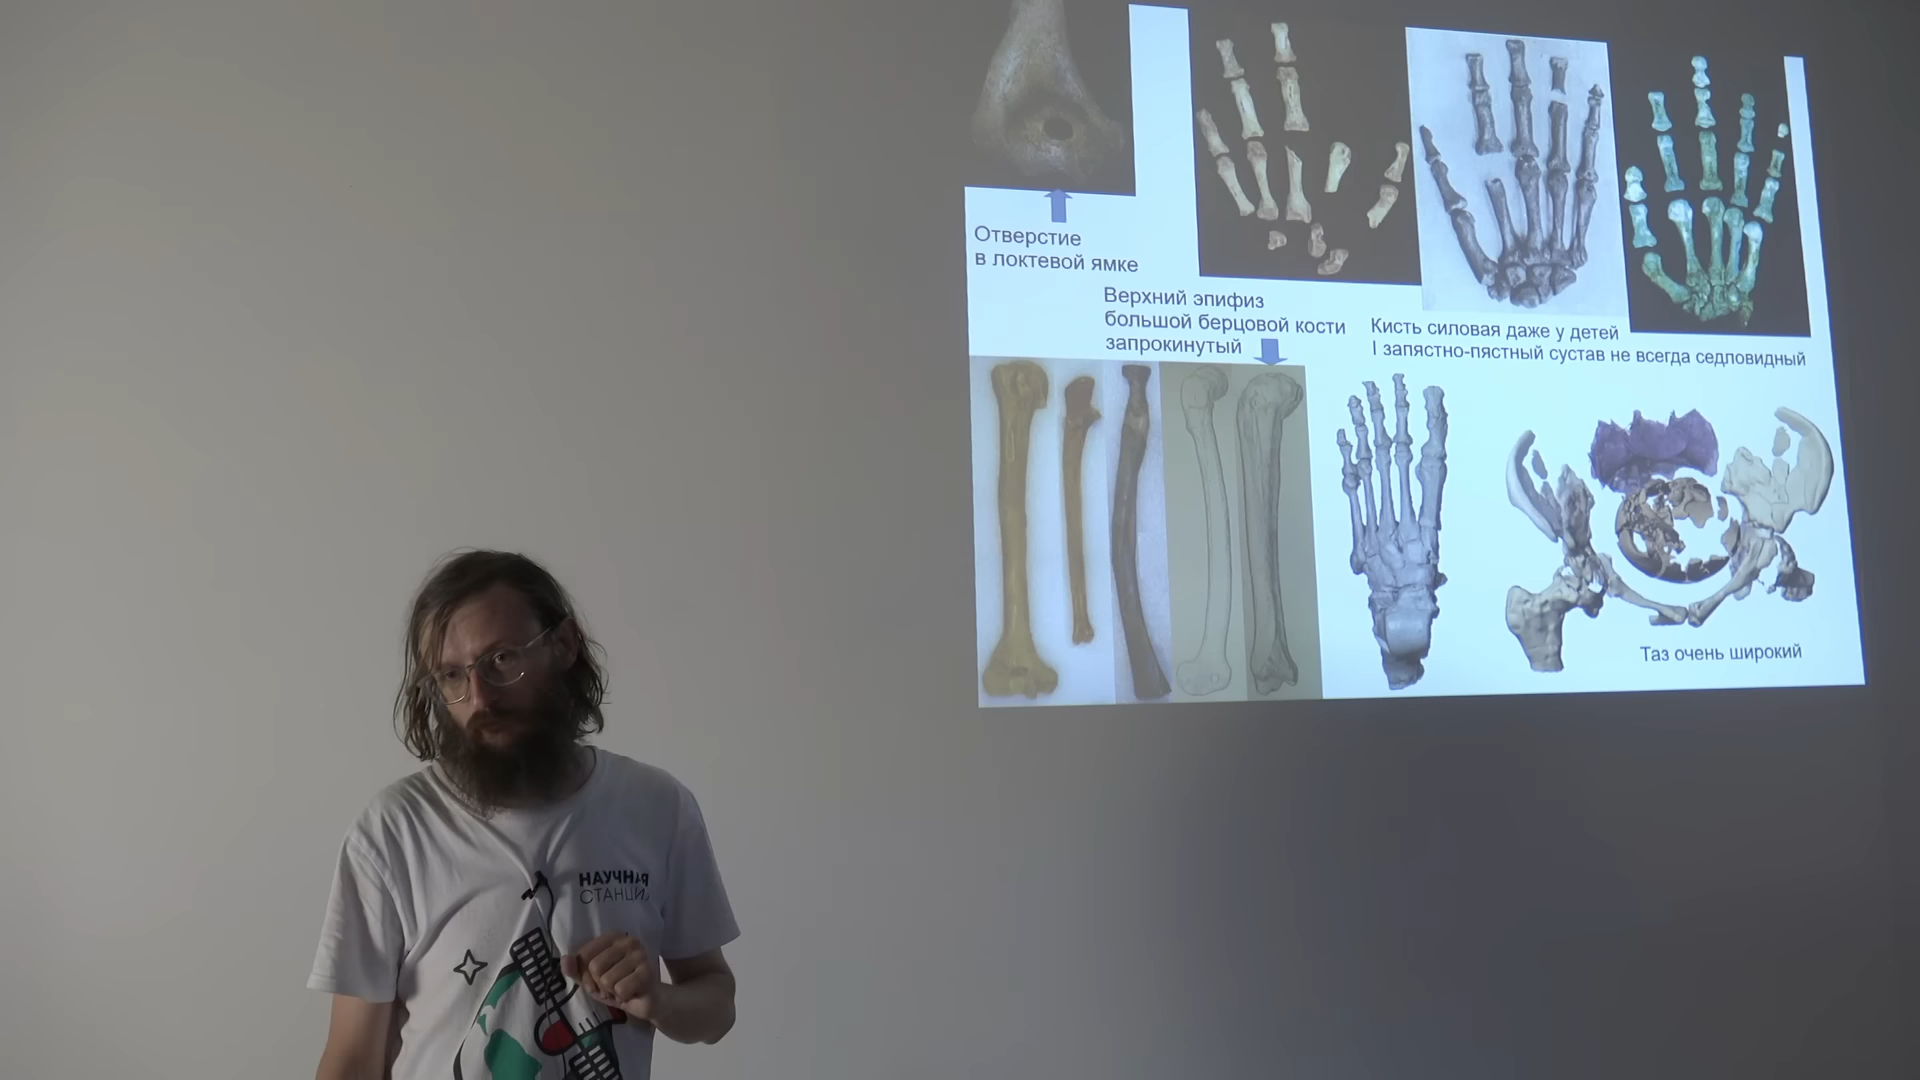 Отверстие
в локтевой ямке
Верхний эпифиз
большой берцовой кости
запрокинутый
Кисть силовая даже у детей
I запястно-пястный сустав не всегда седловидный
Таз очень широкий
НАУЧНАЯ
СТАНЦИЯ